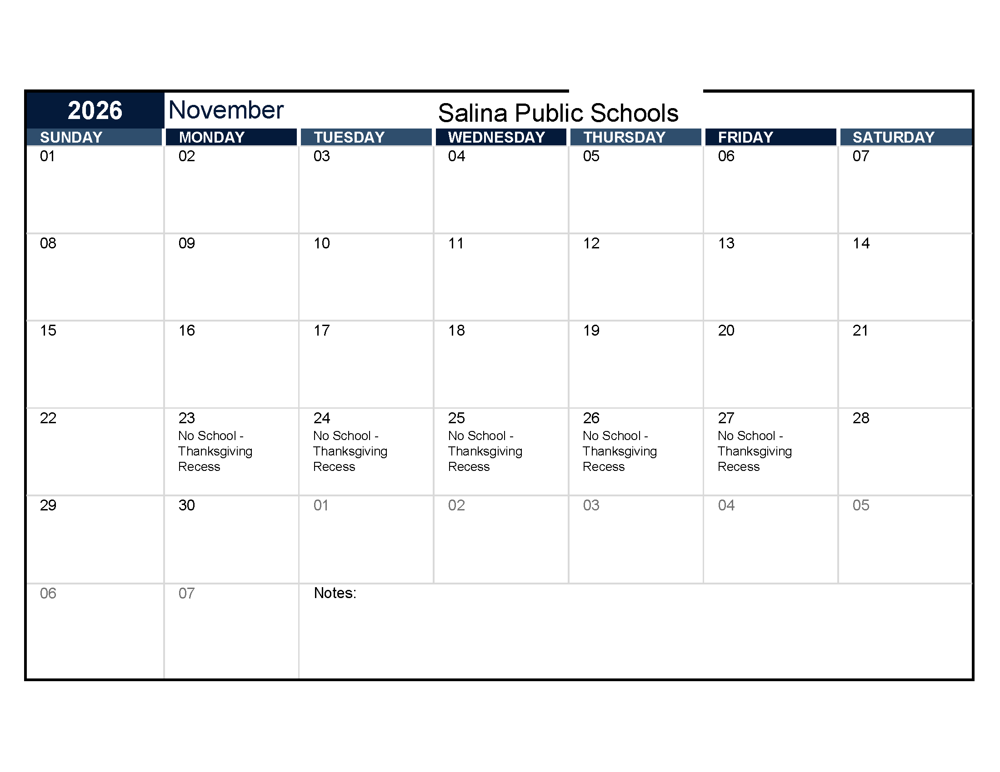 2026 November Salina Public Schools
SUNDAY MONDAY TUESDAY WEDNESDAY THURSDAY FRIDAY SATURDAY
01 02 03 04 05 06 07
08 09 10 11 12 13 14
15 16 17 18 19 20 21
22 23 24 25 26 27 28
No School - No School - No School - No School - No School -
Thanksgiving Thanksgiving Thanksgiving Thanksgiving Thanksgiving
Recess Recess Recess Recess Recess
29 30 01 02 03 04 05
06 07 Notes: